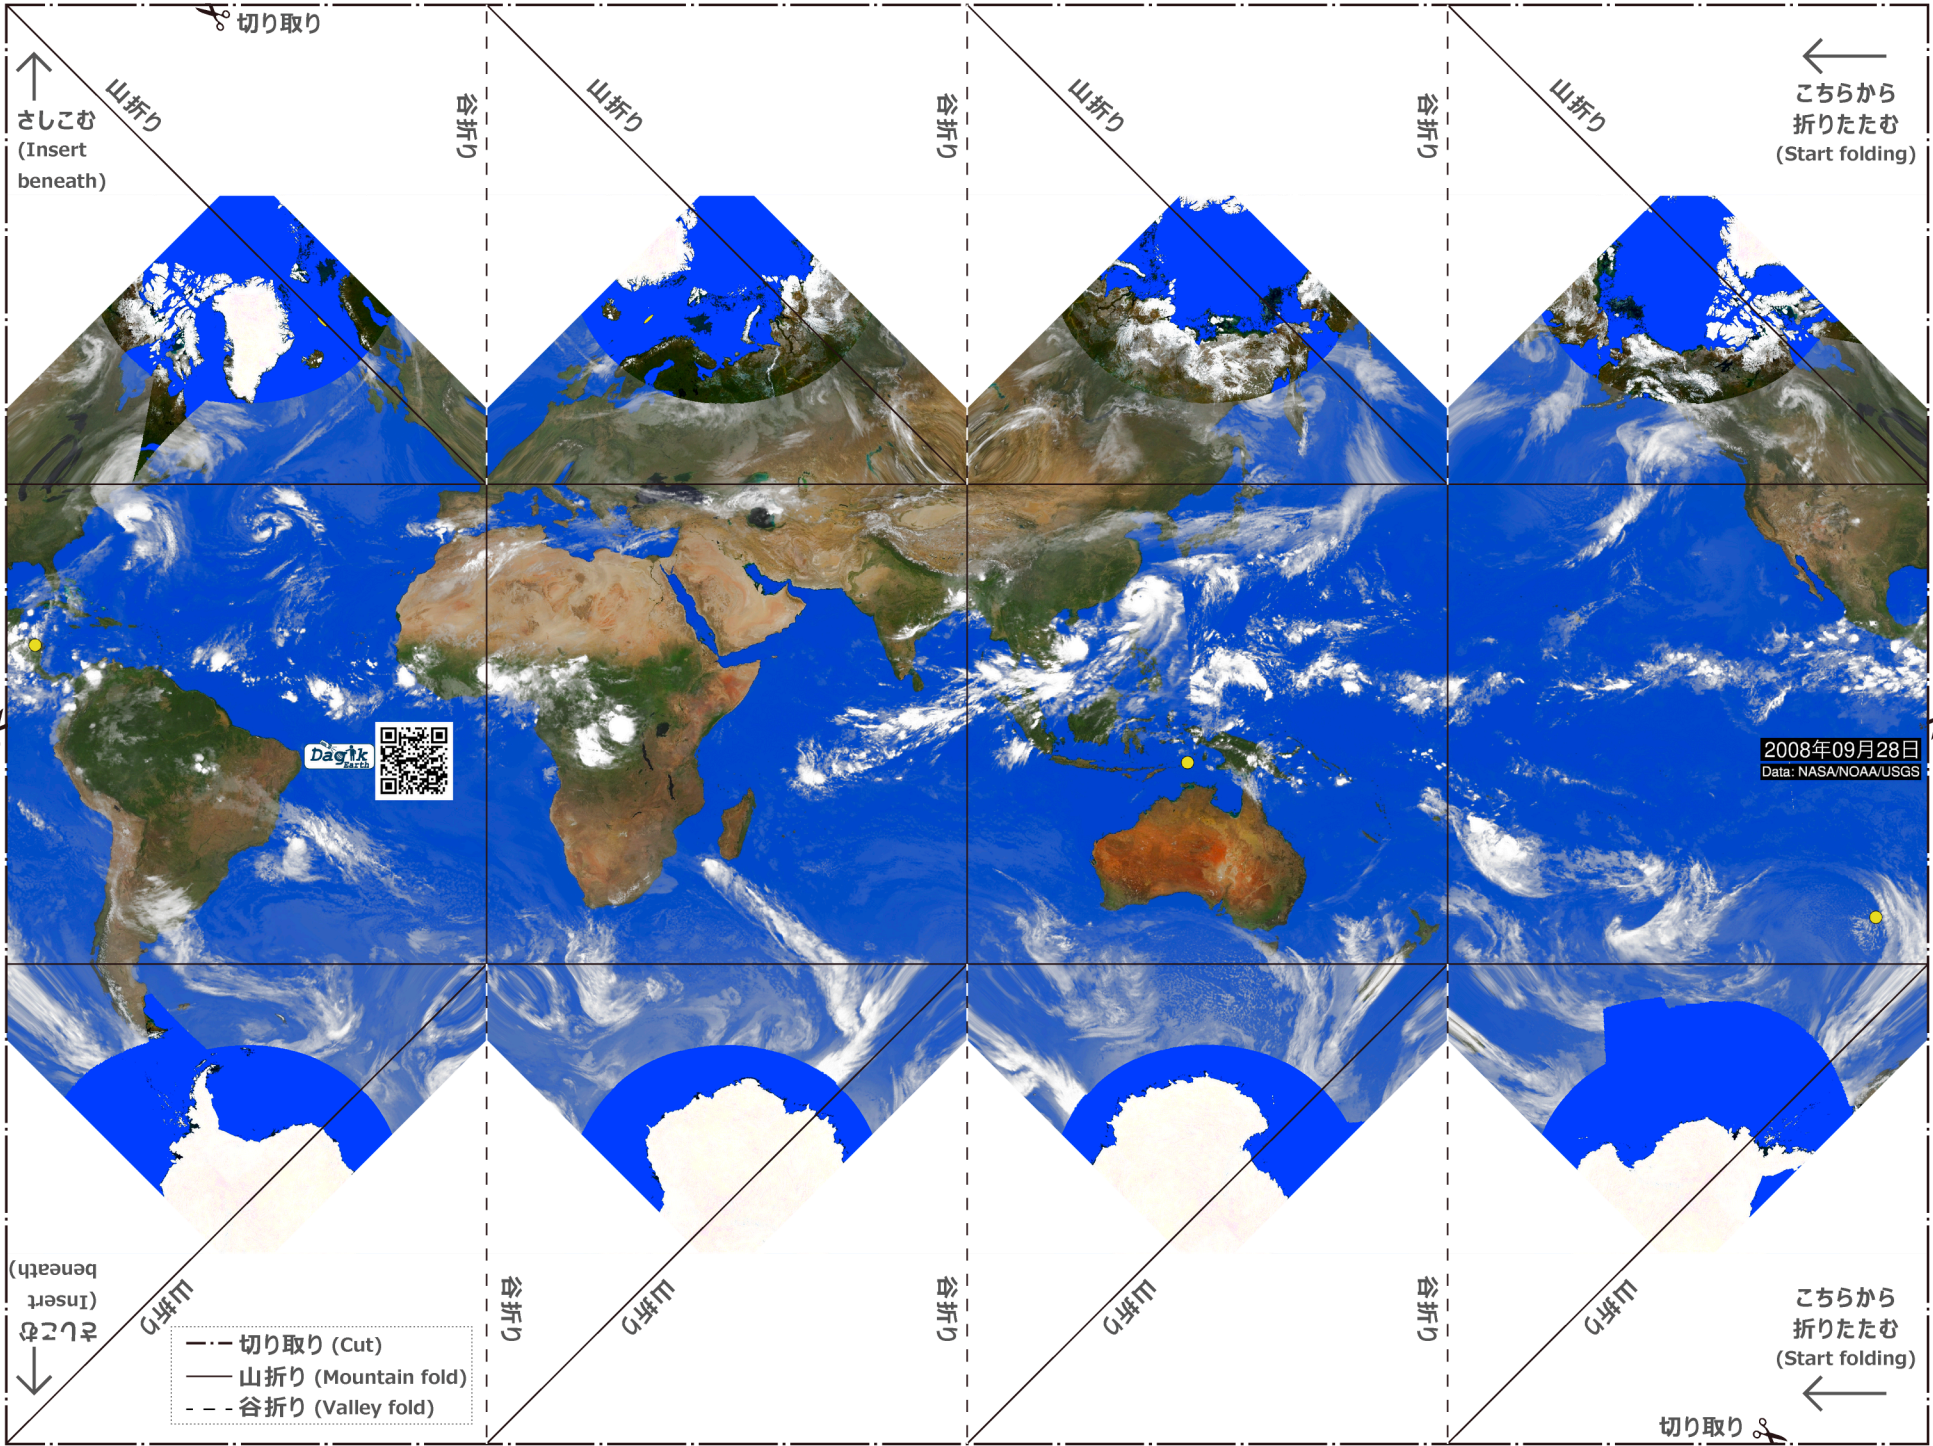 切り取り
山折り
谷折り
山折り
谷折り
山折り
谷折り
山折り
さしこむ
(Insert
beneath)
こちらから
折りたたむ
(Start folding)
Dagik
Earth
2008年09月28日
Data: NASA/NOAA/USGS
さしこむ
(Insert
beneath)
山折り
谷折り
山折り
谷折り
山折り
谷折り
山折り
こちらから
折りたたむ
(Start folding)
切り取り (Cut)
山折り (Mountain fold)
谷折り (Valley fold)
切り取り